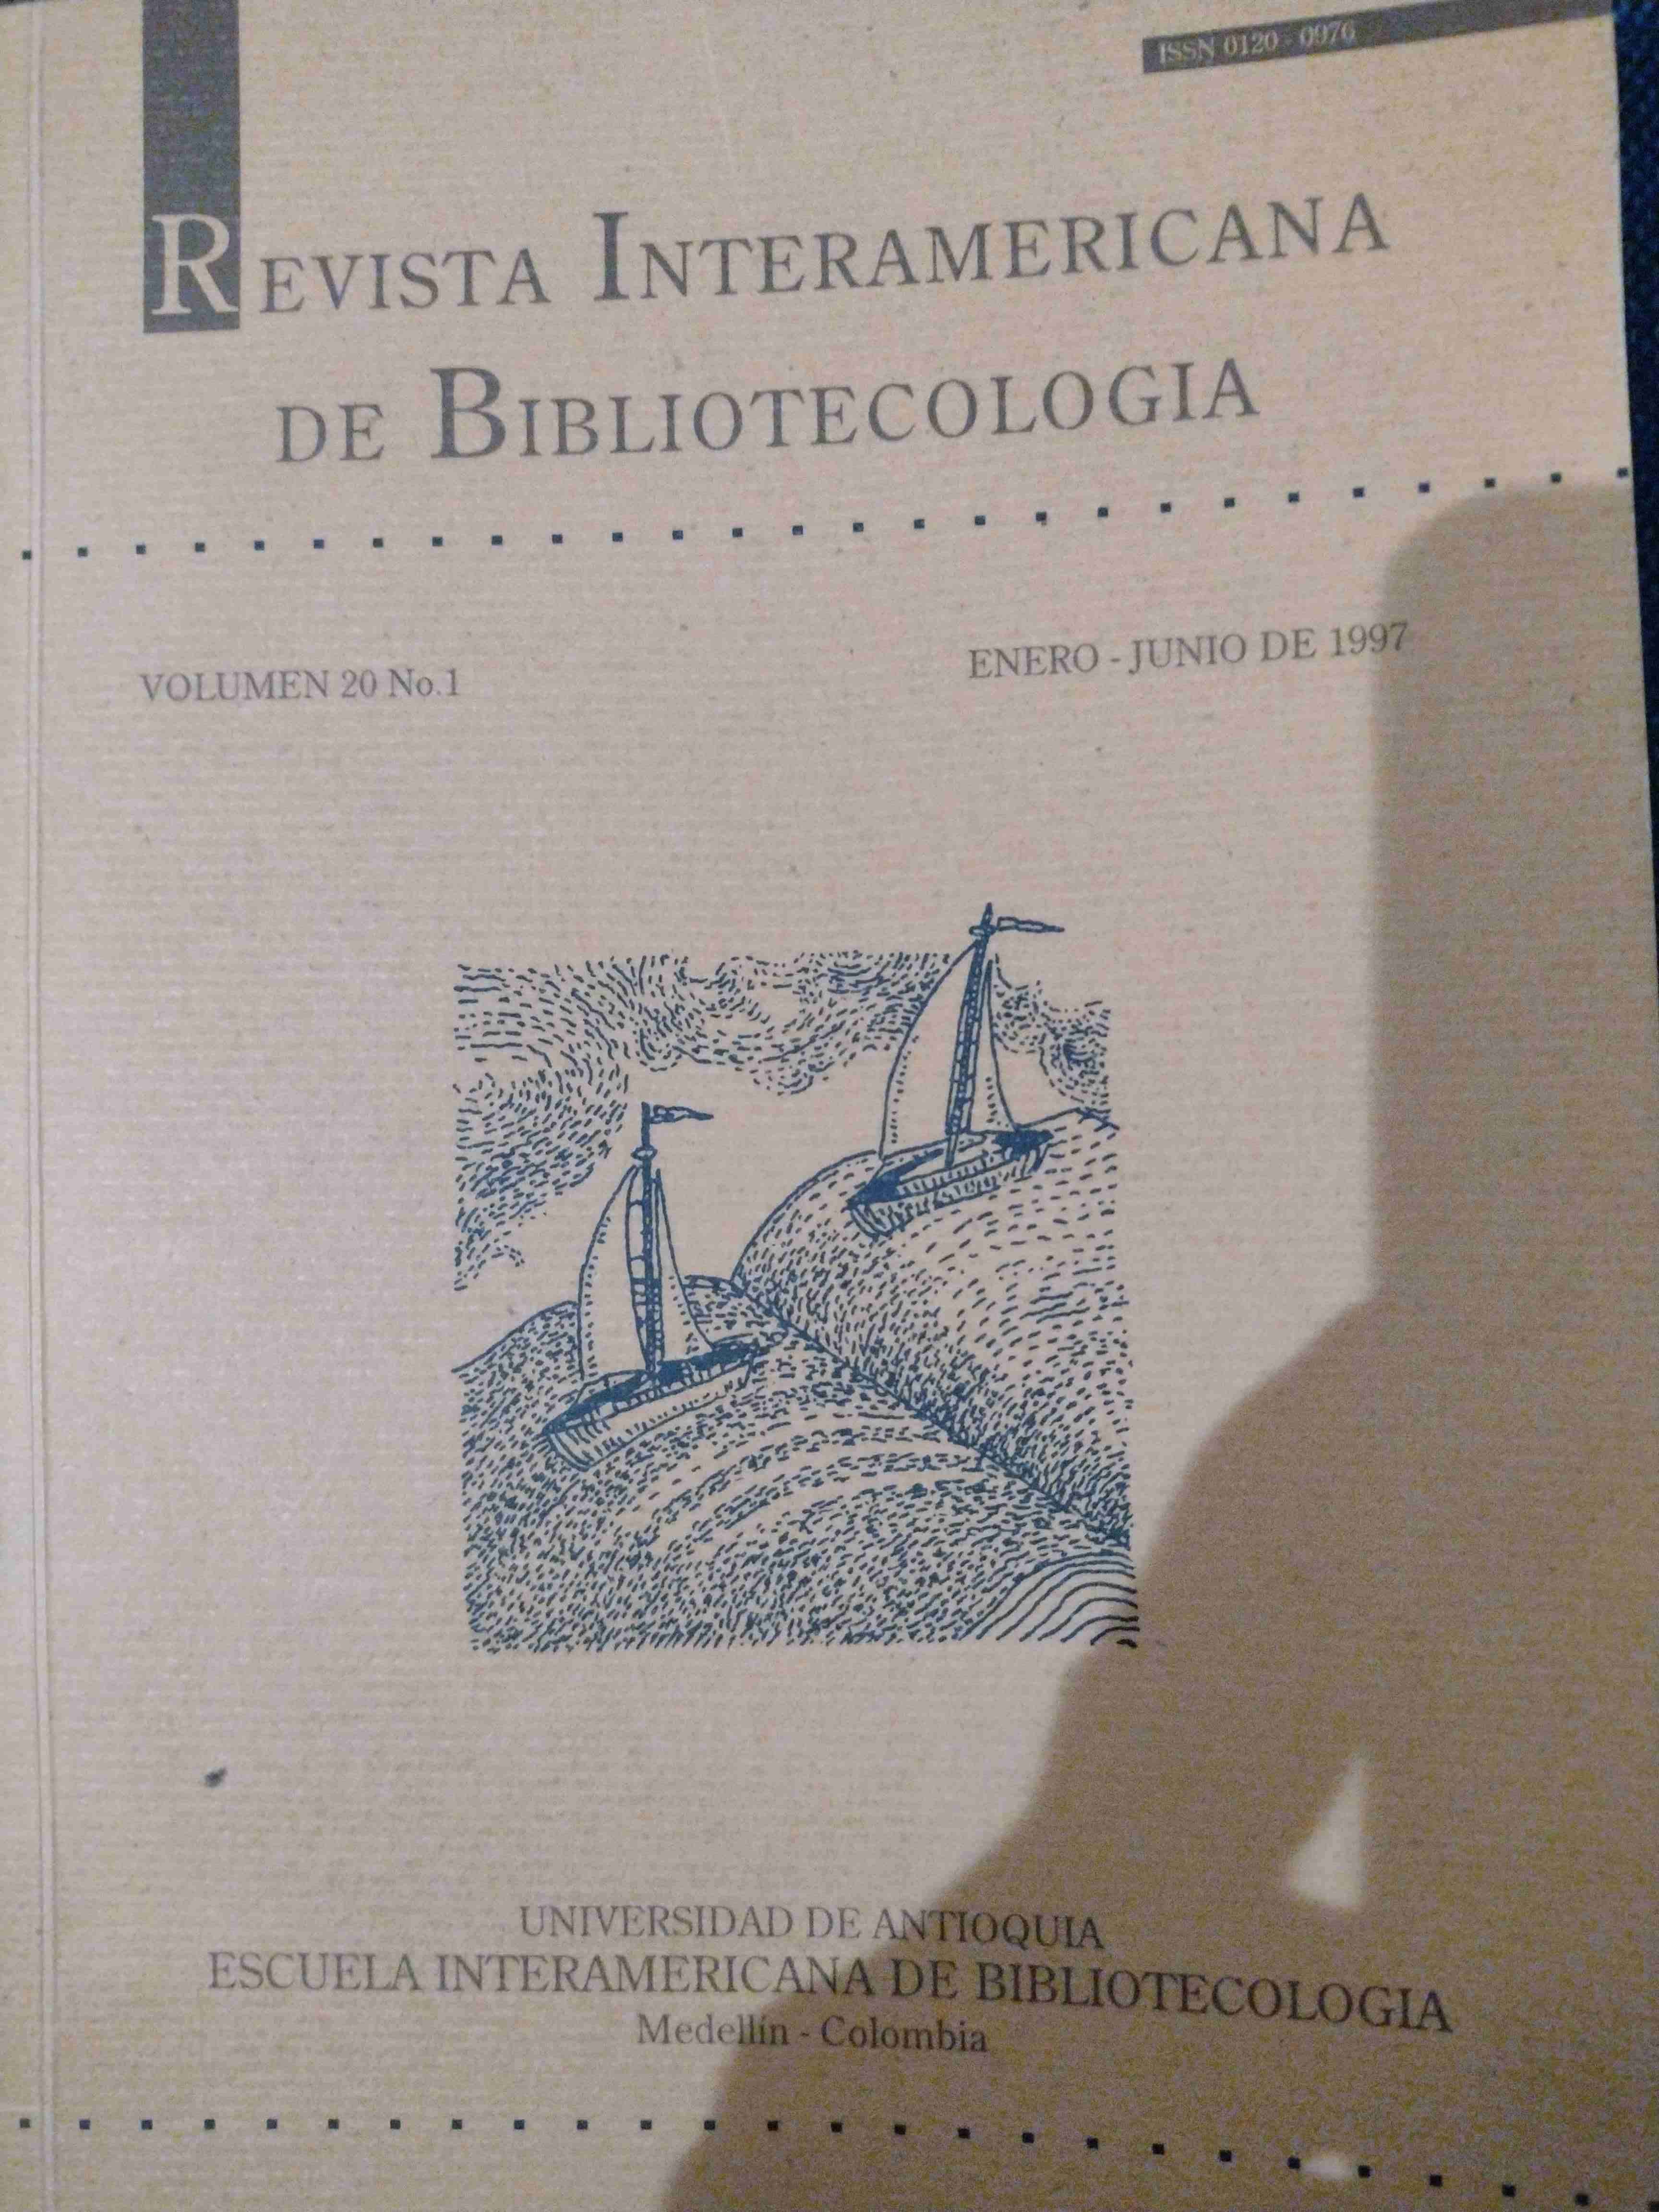 ISSN 0120 - 0976
REVISTA INTERAMERICANA
DE BIBLIOTECOLOGIA
VOLUMEN 20 No.1
ENERO - JUNIO DE 1997
UNIVERSIDAD DE ANTIOQUIA
ESCUELA INTERAMERICANA DE BIBLIOTECOLOGIA
Medellín - Colombia